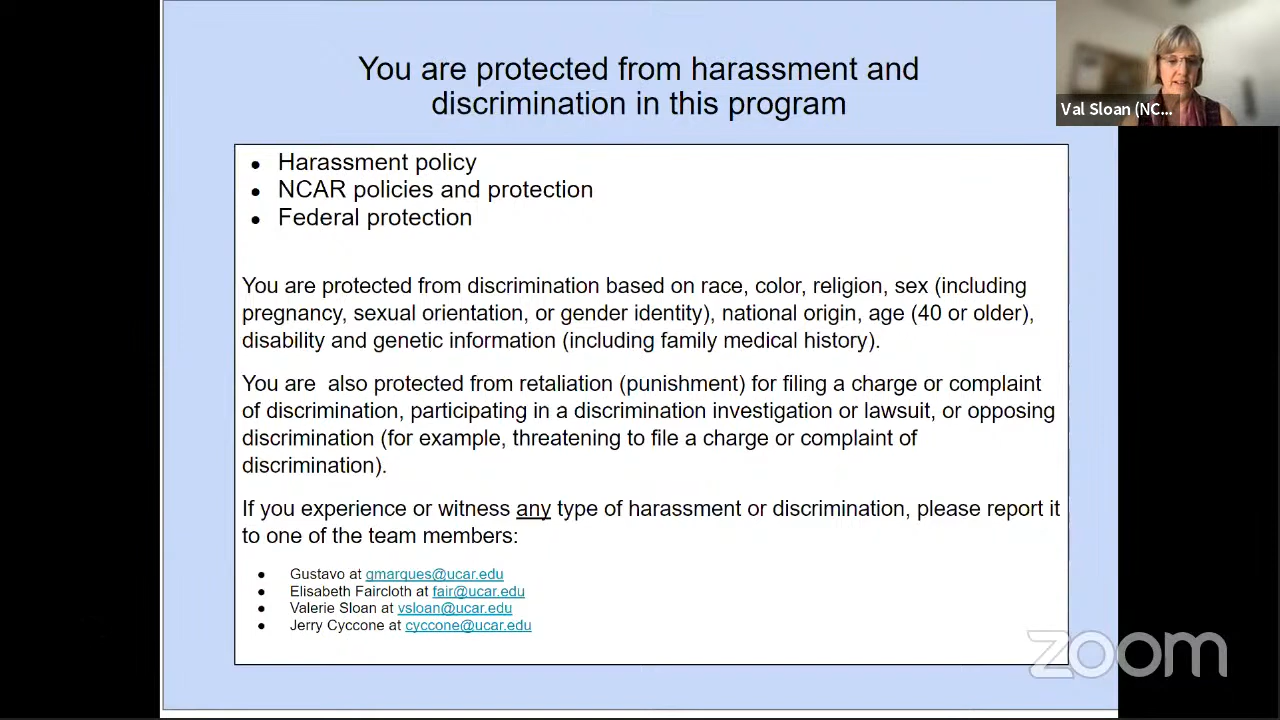 You are protected from harassment and
discrimination in this program
Val Sloan (NC...
• Harassment policy
• NCAR policies and protection
• Federal protection
You are protected from discrimination based on race, color, religion, sex (including
pregnancy, sexual orientation, or gender identity), national origin, age (40 or older),
disability and genetic information (including family medical history).
You are  also protected from retaliation (punishment) for filing a charge or complaint
of discrimination, participating in a discrimination investigation or lawsuit, or opposing
discrimination (for example, threatening to file a charge or complaint of
discrimination).
If you experience or witness any type of harassment or discrimination, please report it
to one of the team members:
• Gustavo at gmarques@ucar.edu
• Elisabeth Faircloth at fair@ucar.edu
• Valerie Sloan at vsloan@ucar.edu
• Jerry Cyccone at cyccone@ucar.edu
zoom